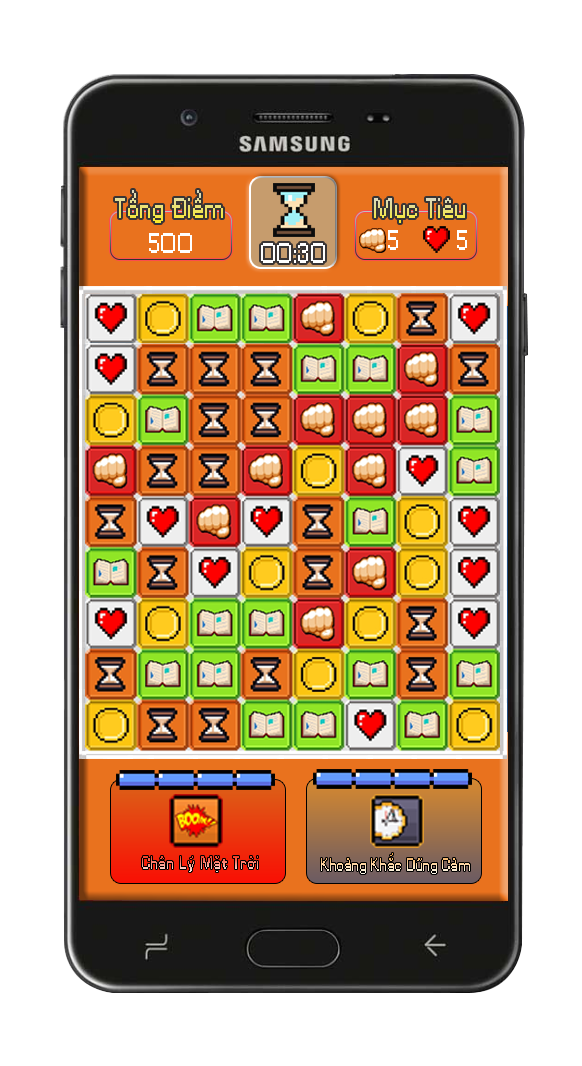 SAMSUNG
Tổng Điểm
500
00:30
Mục Tiêu
5 5
BOOM!
Chân Lý Mặt Trời
Khoảng Khắc Dũng Cảm